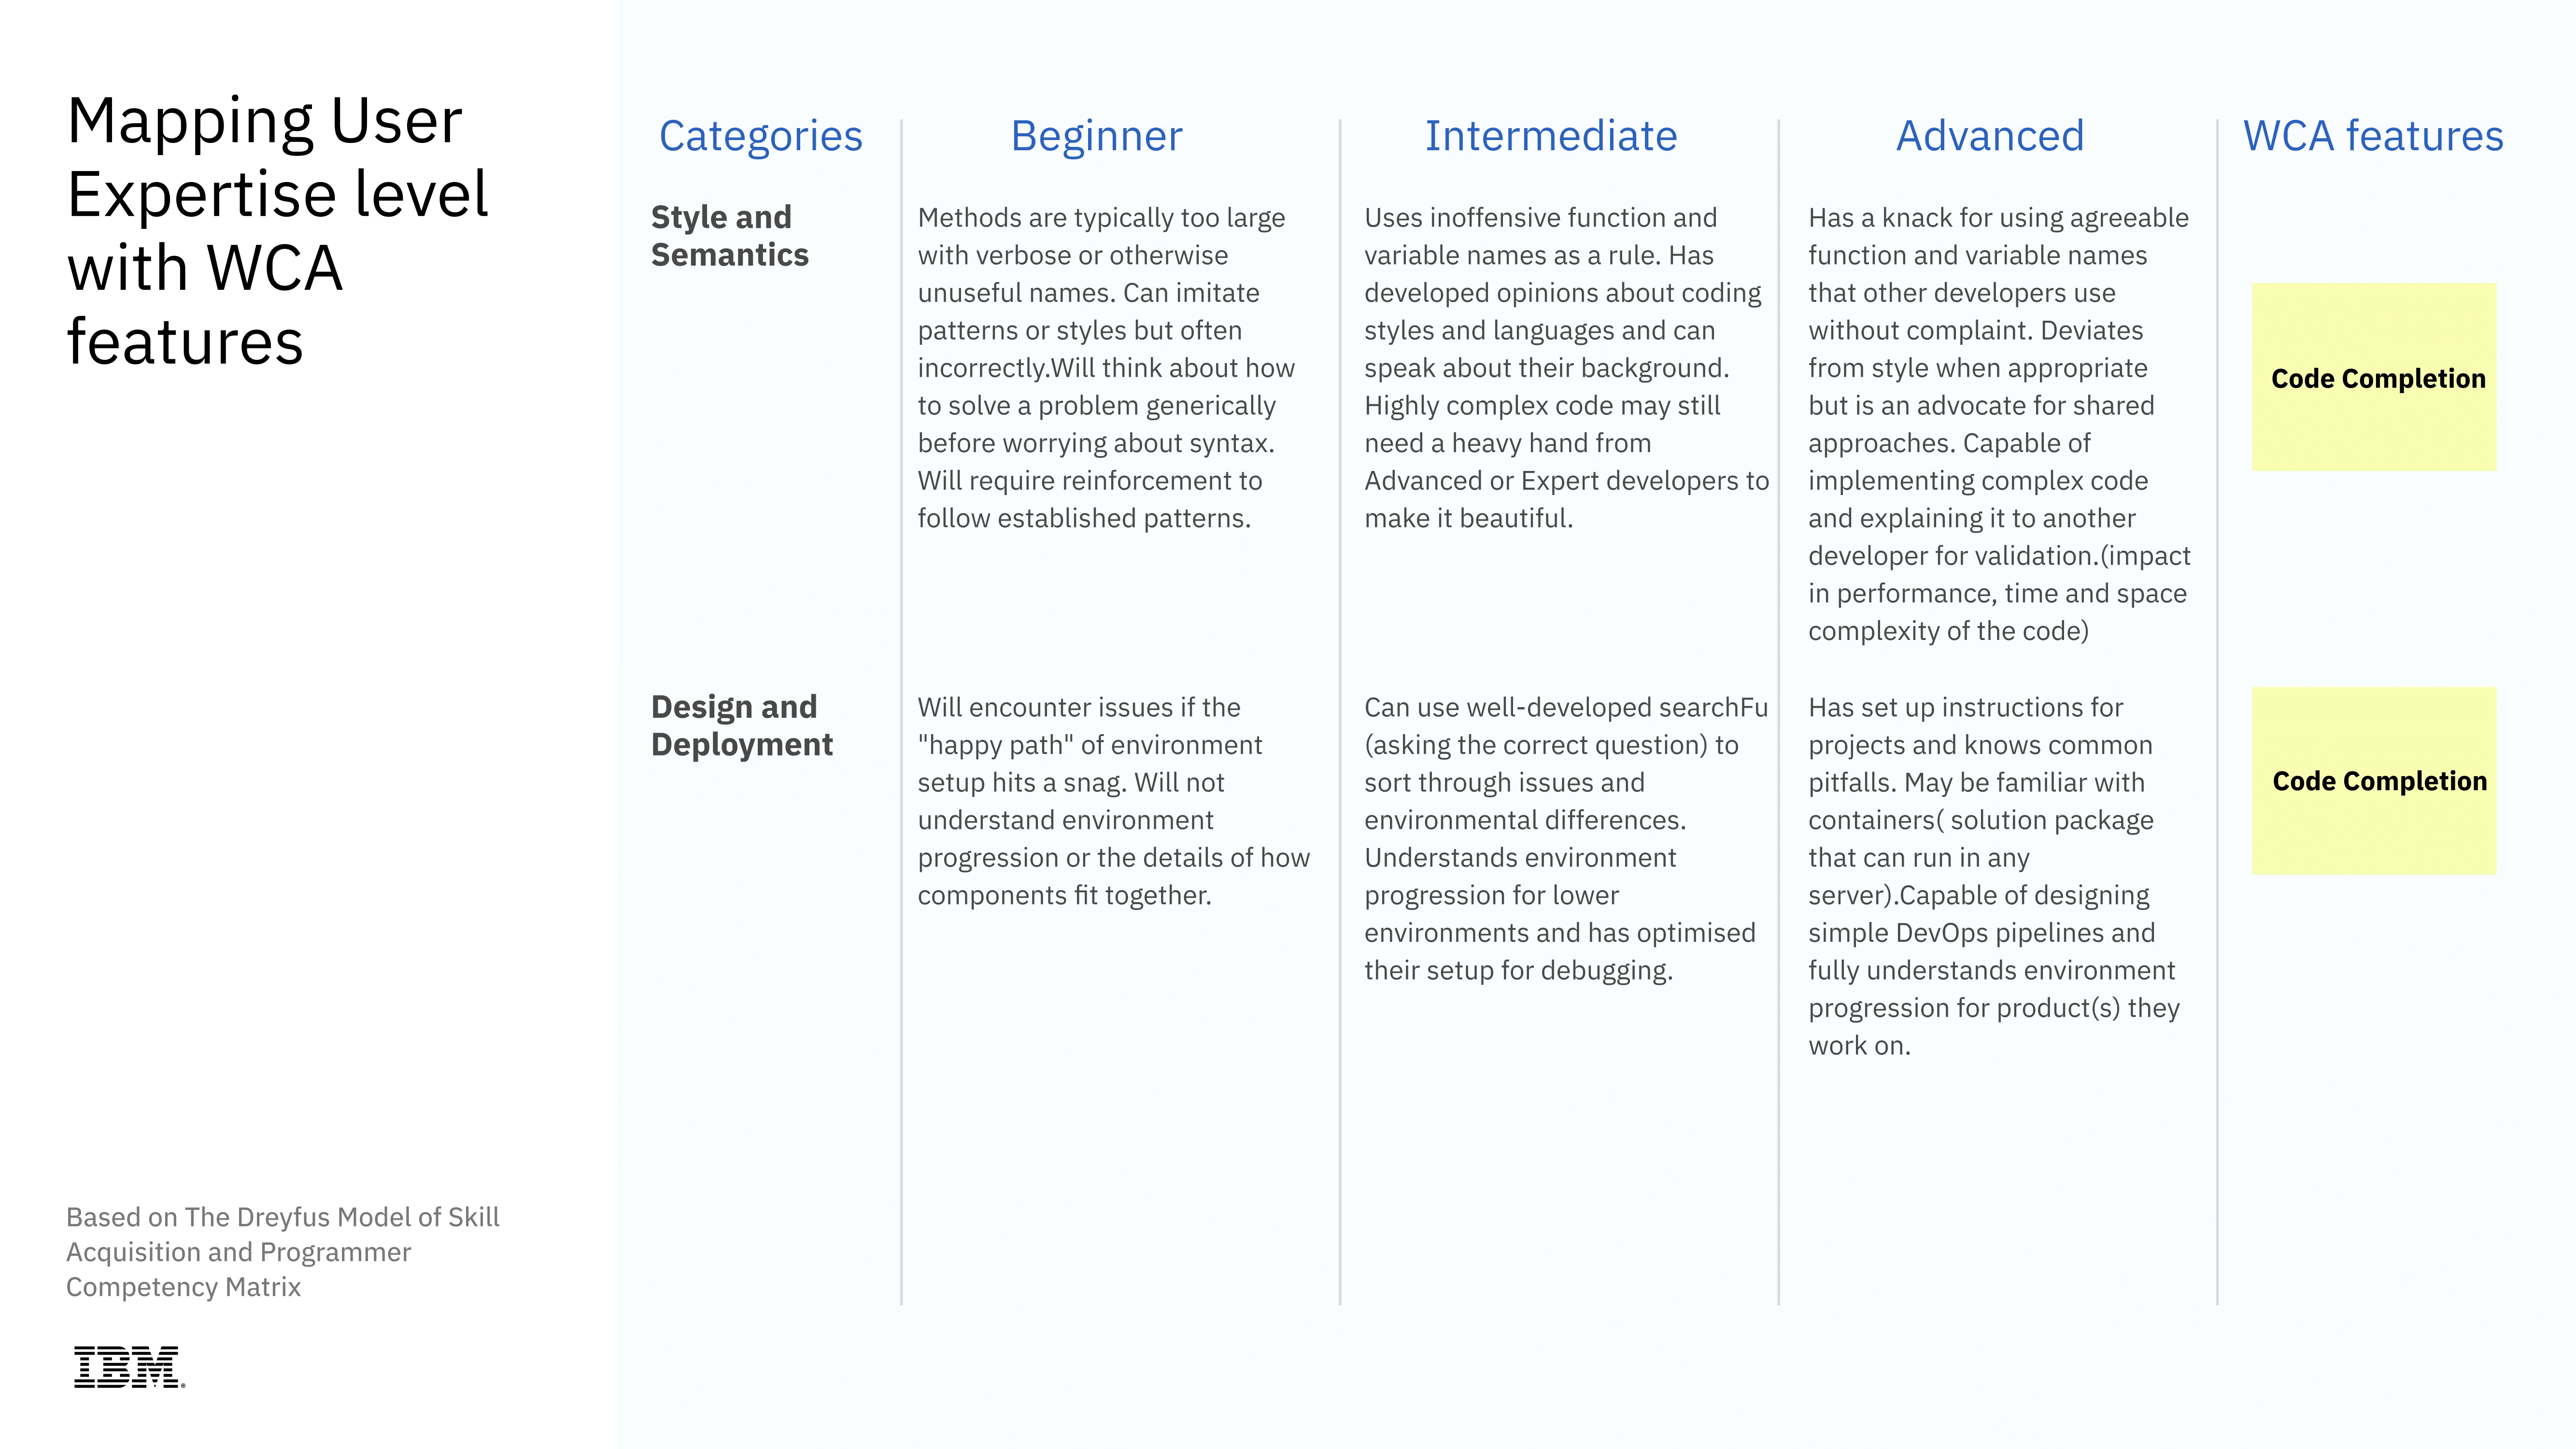 Mapping User
Expertise level
with WCA
features
Based on The Dreyfus Model of Skill
Acquisition and Programmer
Competency Matrix
IBM®
Categories
Beginner
Intermediate
Advanced
WCA features
Style and
Semantics
Methods are typically too large
with verbose or otherwise
unuseful names. Can imitate
patterns or styles but often
incorrectly.Will think about how
to solve a problem generically
before worrying about syntax.
Will require reinforcement to
follow established patterns.
Uses inoffensive function and
variable names as a rule. Has
developed opinions about coding
styles and languages and can
speak about their background.
Highly complex code may still
need a heavy hand from
Advanced or Expert developers to
make it beautiful.
Has a knack for using agreeable
function and variable names
that other developers use
without complaint. Deviates
from style when appropriate
but is an advocate for shared
approaches. Capable of
implementing complex code
and explaining it to another
developer for validation.(impact
in performance, time and space
complexity of the code)
Code Completion
Design and
Deployment
Will encounter issues if the
"happy path" of environment
setup hits a snag. Will not
understand environment
progression or the details of how
components fit together.
Can use well-developed searchFu
(asking the correct question) to
sort through issues and
environmental differences.
Understands environment
progression for lower
environments and has optimised
their setup for debugging.
Has set up instructions for
projects and knows common
pitfalls. May be familiar with
containers( solution package
that can run in any
server).Capable of designing
simple DevOps pipelines and
fully understands environment
progression for product(s) they
work on.
Code Completion